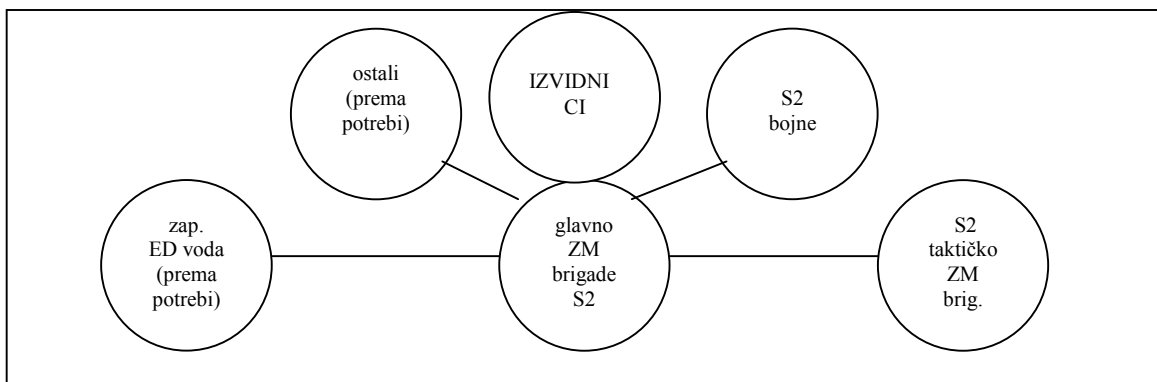 ostali
(prema
potrebi)
IZVIDNI
CI
S2
bojne
zap.
ED voda
(prema
potrebi)
glavno
ZM
brigade
S2
S2
taktičko
ZM
brig.